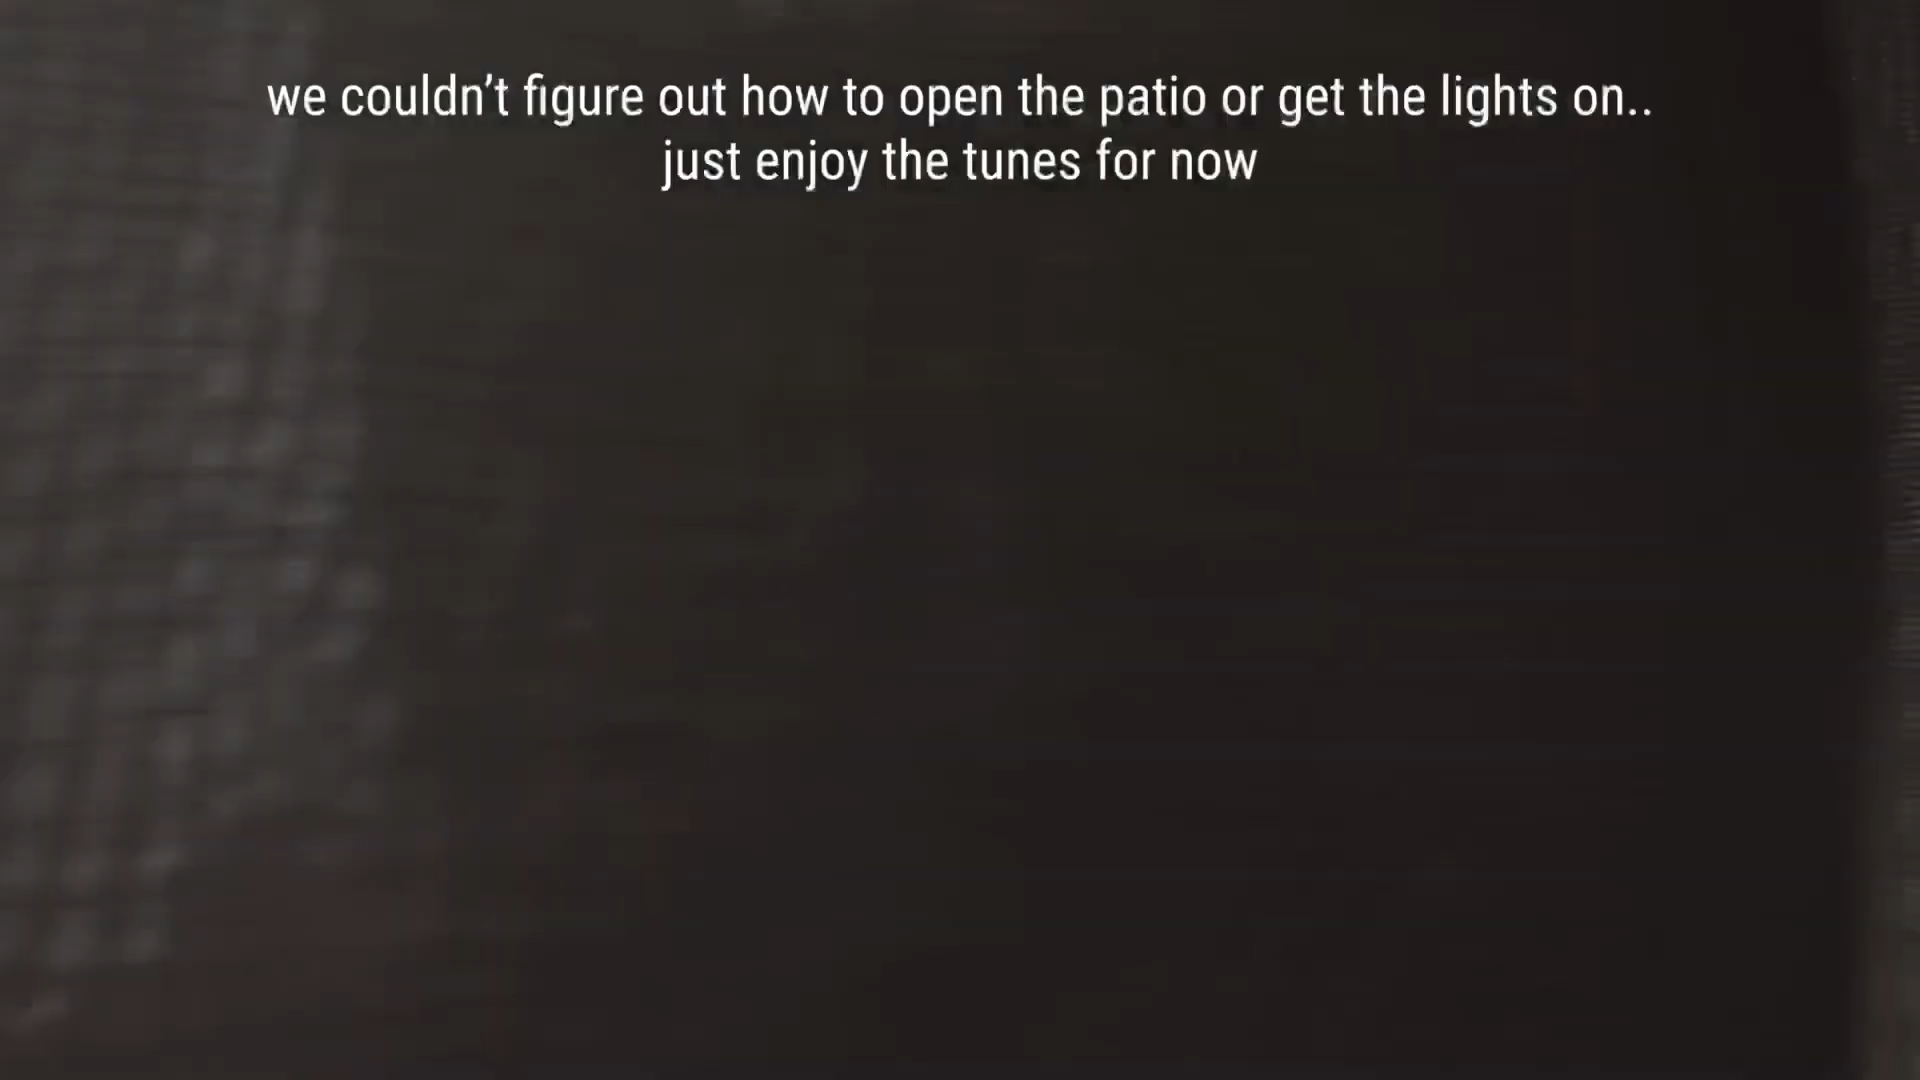 we couldn’t figure out how to open the patio or get the lights on..
just enjoy the tunes for now